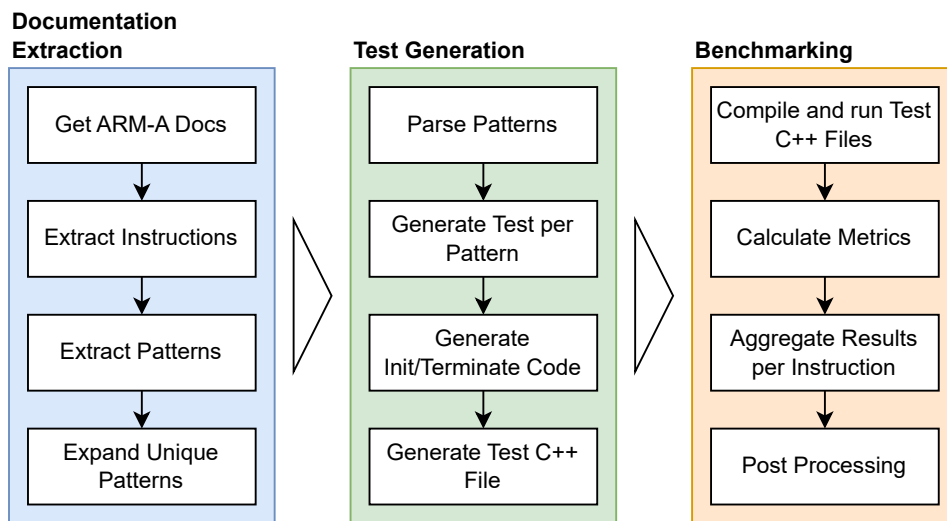 Documentation
Extraction
Get ARM-A Docs
Extract Instructions
Extract Patterns
Expand Unique
Patterns
Test Generation
Parse Patterns
Generate Test per
Pattern
Generate
Init/Terminate Code
Generate Test C++
File
Benchmarking
Compile and run Test
C++ Files
Calculate Metrics
Aggregate Results
per Instruction
Post Processing